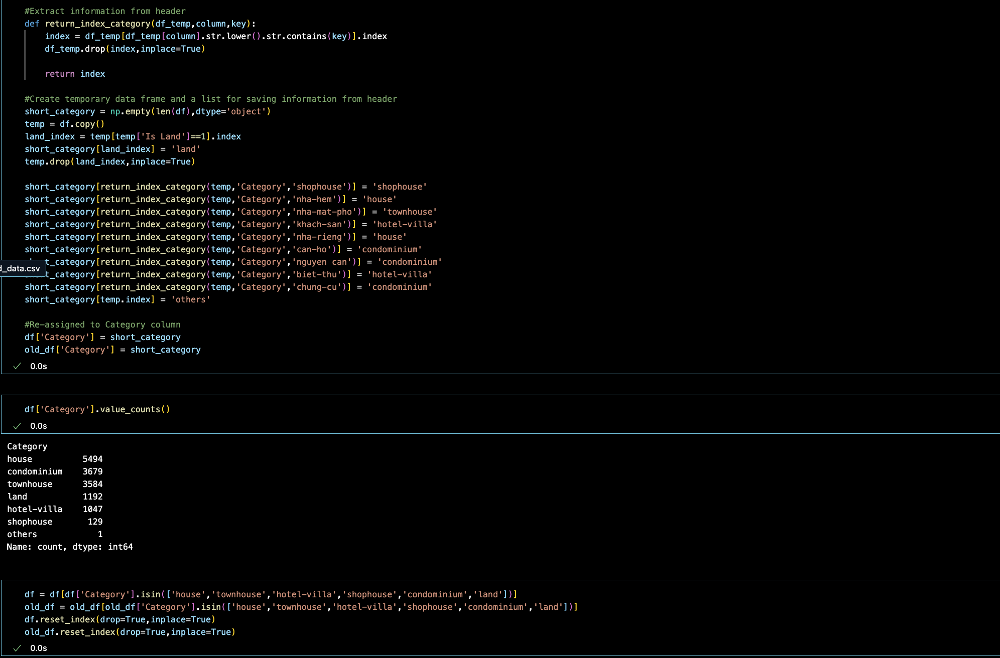 #Extract information from header
def return_index_category(df_temp,column,key):
    index = df_temp[df_temp[column].str.lower().str.contains(key)].index
    df_temp.drop(index,inplace=True)
    return index
#Create temporary data frame and a list for saving information from header
short_category = np.empty(len(df),dtype='object')
temp = df.copy()
land_index = temp[temp['Is Land']==1].index
short_category[land_index] = 'land'
temp.drop(land_index,inplace=True)
short_category[return_index_category(temp,'Category','shophouse')] = 'shophouse'
short_category[return_index_category(temp,'Category','nha-hem')] = 'house'
short_category[return_index_category(temp,'Category','nha-mat-pho')] = 'townhouse'
short_category[return_index_category(temp,'Category','khach-san')] = 'hotel-villa'
short_category[return_index_category(temp,'Category','nha-rieng')] = 'house'
short_category[return_index_category(temp,'Category','can-ho')] = 'condominium'
t_category[return_index_category(temp,'Category','nguyen can')] = 'condominium'
d_data.csv
t_category[return_index_category(temp,'Category','biet-thu')] = 'hotel-villa'
short_category[return_index_category(temp,'Category','chung-cu')] = 'condominium'
short_category[temp.index] = 'others'
#Re-assigned to Category column
df['Category'] = short_category
old_df['Category'] = short_category
✓ 0.0s
df['Category'].value_counts()
✓ 0.0s
Category
house 5494
condominium 3679
townhouse 3584
land 1192
hotel-villa 1047
shophouse 129
others 1
Name: count, dtype: int64
df = df[df['Category'].isin(['house','townhouse','hotel-villa','shophouse','condominium','land'])]
old_df = old_df[old_df['Category'].isin(['house','townhouse','hotel-villa','shophouse','condominium','land'])]
df.reset_index(drop=True,inplace=True)
old_df.reset_index(drop=True,inplace=True)
✓ 0.0s